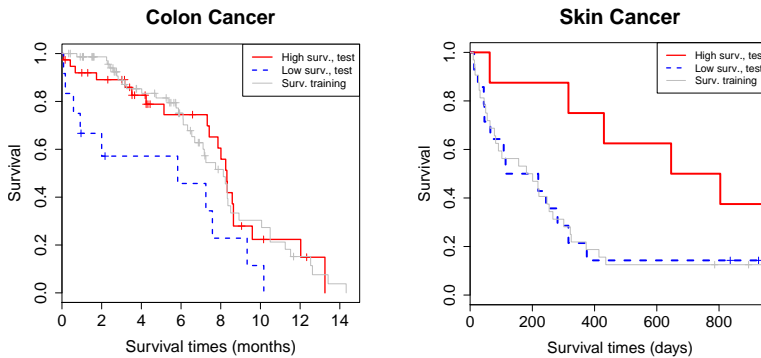 Colon Cancer
Survival
0.0 0.2 0.4 0.6 0.8 1.0
High surv., test
Low surv., test
Surv. training
0 2 4 6 8 10 12 14
Survival times (months)
Skin Cancer
Survival
0.0 0.2 0.4 0.6 0.8 1.0
High surv., test
Low surv., test
Surv. training
0 200 400 600 800
Survival times (days)